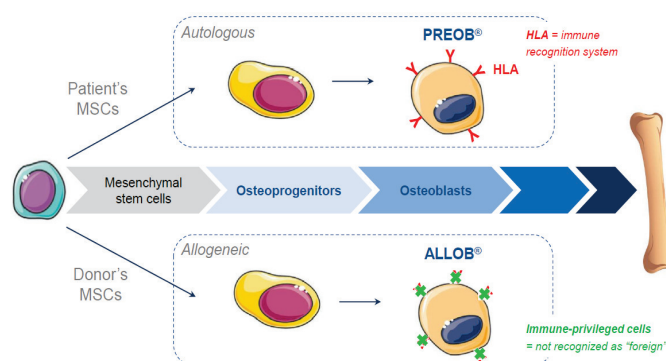 Autologous
PREOB®
HLA = immune
recognition system
HLA
Patient's
MSCs
Mesenchymal
stem cells
Osteoprogenitors
Osteoblasts
Donor's
MSCs
Allogeneic
ALLOB®
Immune-privileged cells
= not recognized as "foreign"